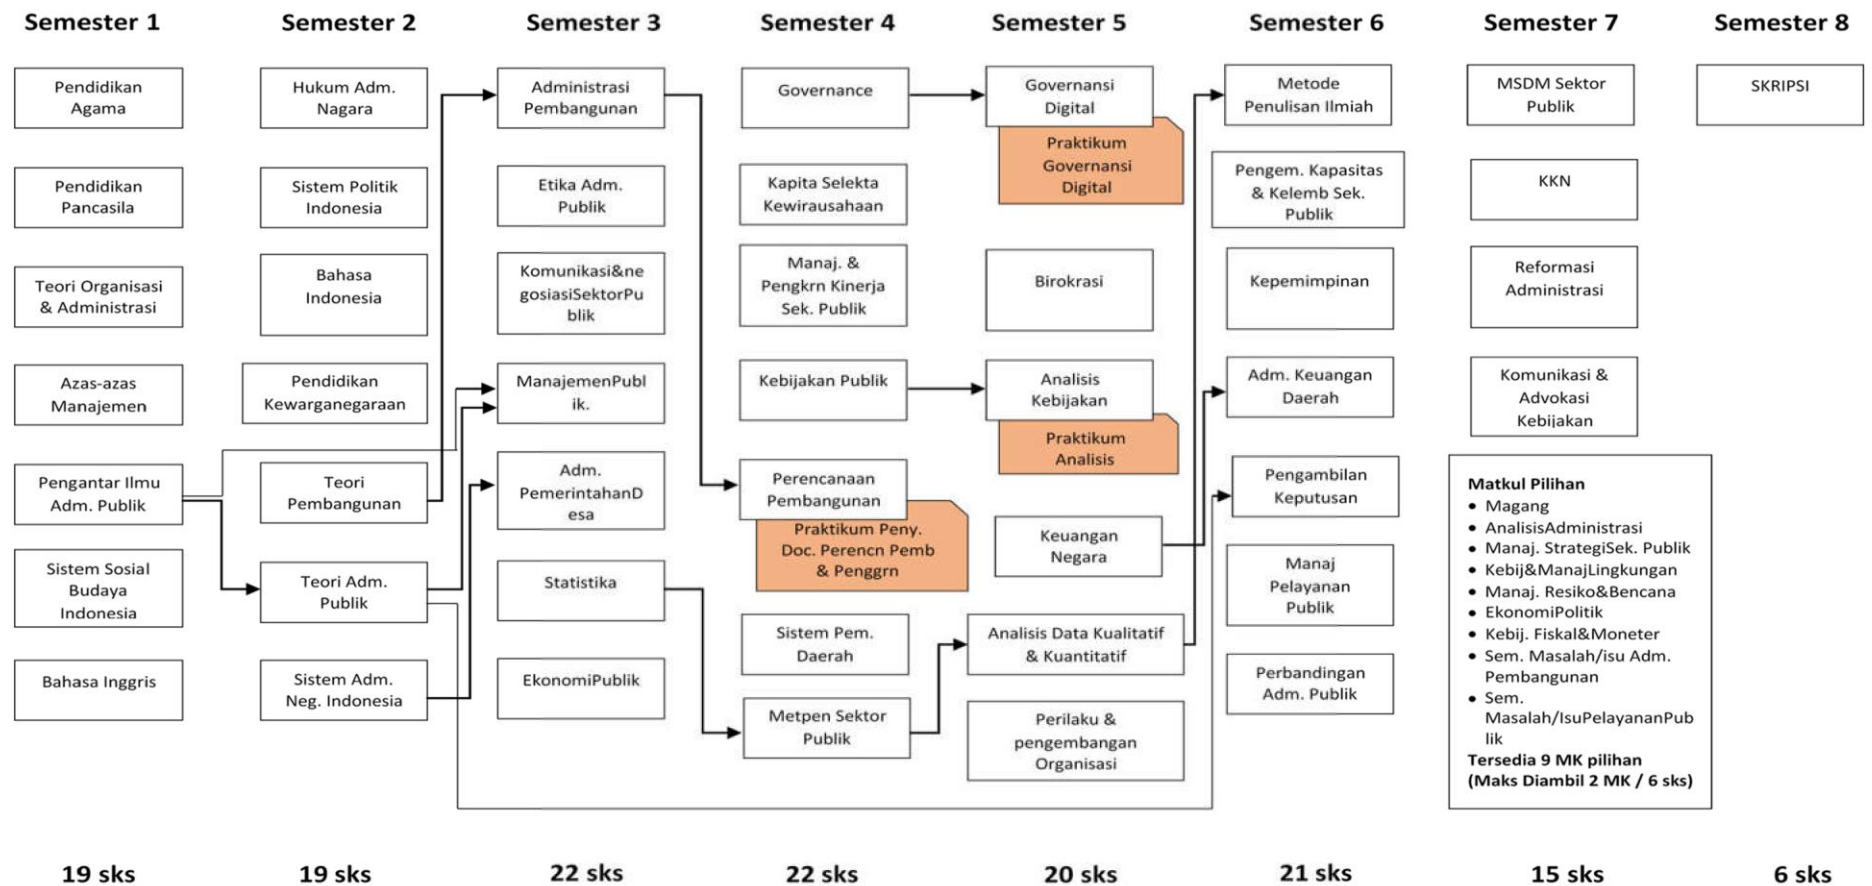 Semester 1
Pendidikan
Agama
Pendidikan
Pancasila
Teori Organisasi
& Administrasi
Azas-azas
Manajemen
Pengantar Ilmu
Adm. Publik
Sistem Sosial
Budaya
Indonesia
Bahasa Inggris
19 sks
Semester 2
Hukum Adm.
Nagara
Sistem Politik
Indonesia
Bahasa
Indonesia
Pendidikan
Kewarganegaraan
Teori
Pembangunan
Teori Adm.
Publik
Sistem Adm.
Neg. Indonesia
19 sks
Semester 3
Administrasi
Pembangunan
Etika Adm.
Publik
Komunikasi&ne
gosiasiSektorPu
blik
ManajemenPubl
ik.
Adm.
PemerintahanD
esa
Statistika
EkonomiPublik
22 sks
Semester 4
Governance
Kapita Selekta
Kewirausahaan
Manaj. &
Pengkrn Kinerja
Sek. Publik
Kebijakan Publik
Perencanaan
Pembangunan
Praktikum Peny.
Doc. Perencn Pemb
& Penggrn
Sistem Pem.
Daerah
Metpen Sektor
Publik
22 sks
Semester 5
Governansi
Digital
Praktikum
Governansi
Digital
Birokrasi
Analisis
Kebijakan
Praktikum
Analisis
Keuangan
Negara
Analisis Data Kualitatif
& Kuantitatif
Perilaku &
pengembangan
Organisasi
20 sks
Semester 6
Metode
Penulisan Ilmiah
Pengem. Kapasitas
& Kelemb Sek.
Publik
Kepemimpinan
Adm. Keuangan
Daerah
Pengambilan
Keputusan
Manaj
Pelayanan
Publik
Perbandingan
Adm. Publik
21 sks
Semester 7
MSDM Sektor
Publik
KKN
Reformasi
Administrasi
Komunikasi &
Advokasi
Kebijakan
Matkul Pilihan
• Magang
• AnalisisAdministrasi
• Manaj. StrategiSek. Publik
• Kebij&ManajLingkungan
• Manaj. Resiko&Bencana
• EkonomiPolitik
• Kebij. Fiskal&Moneter
• Sem. Masalah/isu Adm.
Pembangunan
• Sem.
Masalah/IsuPelayananPub
lik
Tersedia 9 MK pilihan
(Maks Diambil 2 MK / 6 sks)
15 sks
Semester 8
SKRIPSI
6 sks